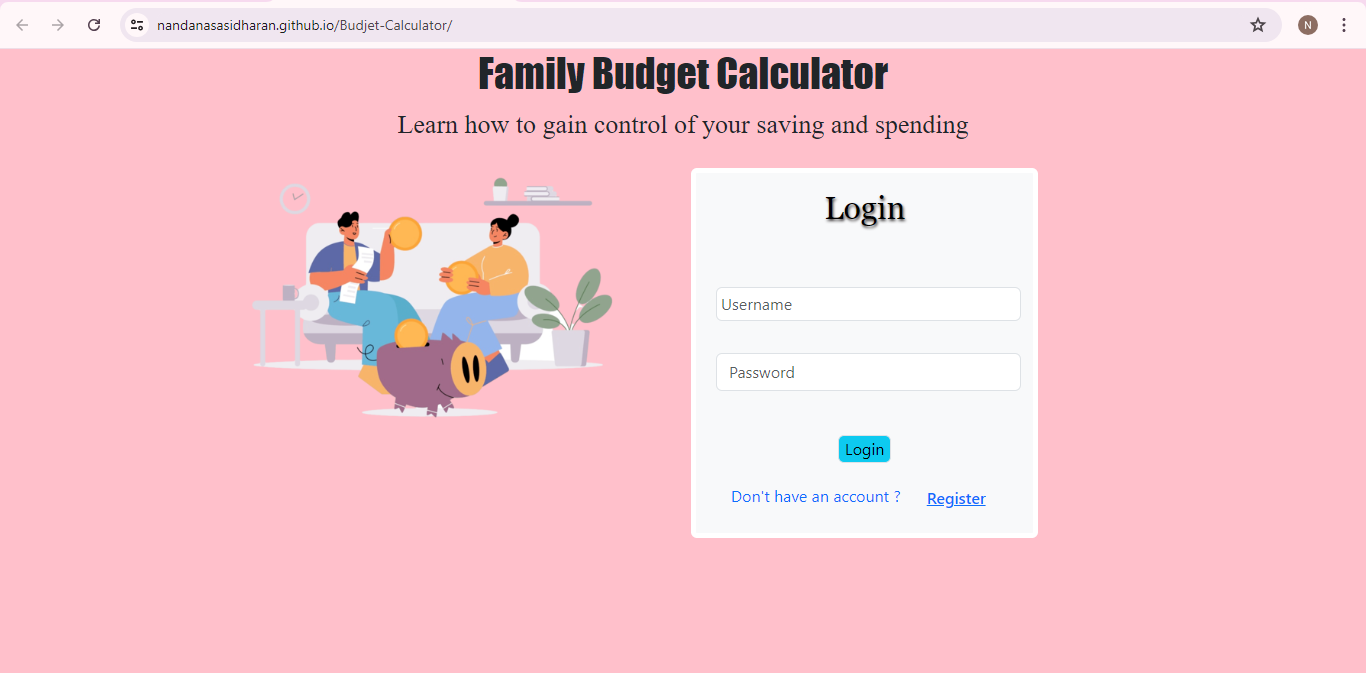 nandanasasidharan.github.io/Budjet-Calculator/
N
Family Budget Calculator
Learn how to gain control of your saving and spending
Login
Username
Password
Login
Don't have an account ? Register